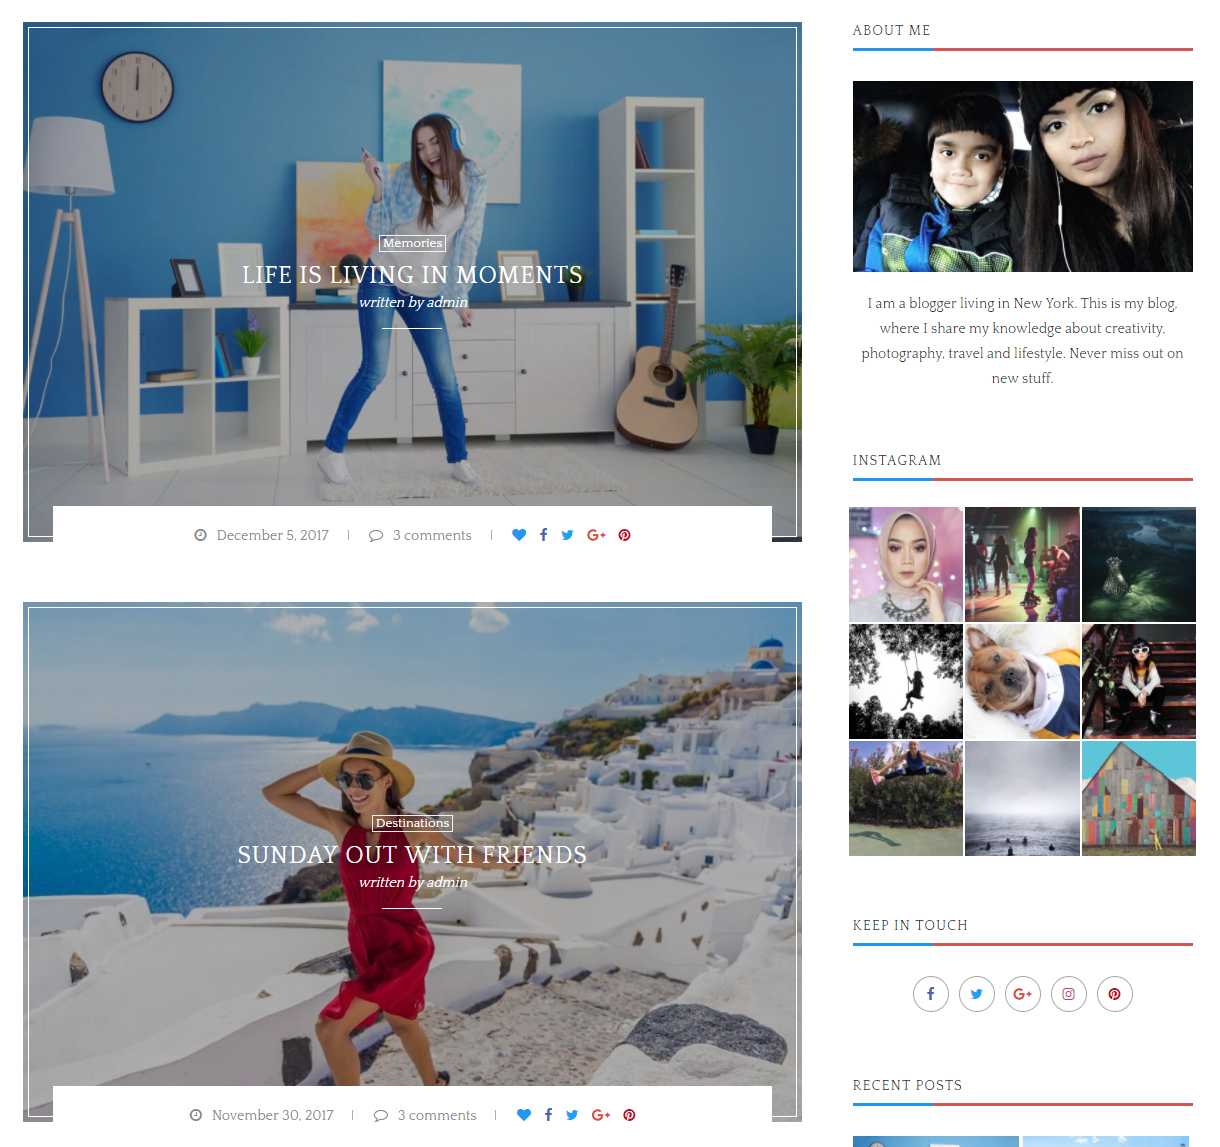 Memories
LIFE IS LIVING IN MOMENTS
written by admin
December 5, 2017
3 comments
Destinations
SUNDAY OUT WITH FRIENDS
written by admin
November 30, 2017
3 comments
ABOUT ME
I am a blogger living in New York. This is my blog,
where I share my knowledge about creativity,
photography, travel and lifestyle. Never miss out on
new stuff.
INSTAGRAM
KEEP IN TOUCH
RECENT POSTS